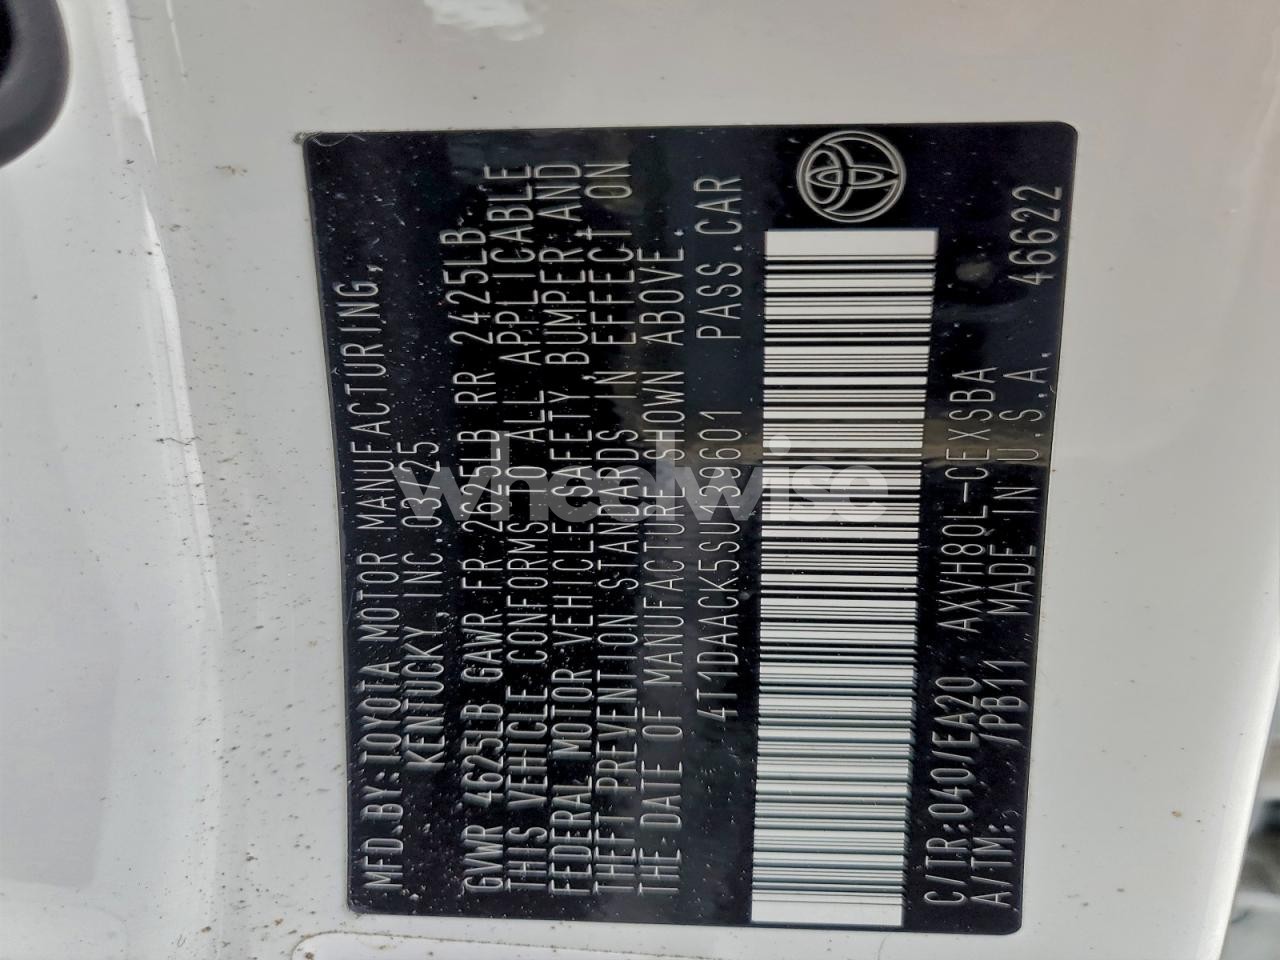 MFD.BY:TOYOTA MOTOR MANUFACTURING,
KENTUCKY, INC. 03/25
GVWR 4625LB GAWR FR 2625LB RR 2425LB
THIS VEHICLE CONFORMS TO ALL APPLICABLE
FEDERAL MOTOR VEHICLE SAFETY, BUMPER, AND
THEFT PREVENTION STANDARDS IN EFFECT ON
THE DATE OF MANUFACTURE SHOWN ABOVE.
4T1DAACK5SU139601 PASS.CAR
C/TR:040/EA20 AXVH80L-CEXSBA
A/TM: /PB11 MADE IN U.S.A. 46622
wheelwise